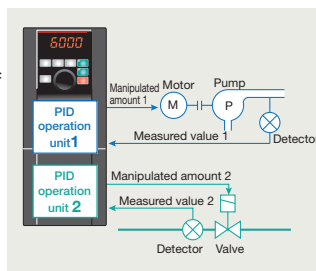 6000
Manipulated
amount 1
Motor
Pump
M
P
PID
operation
unit1
Measured value 1
Detector
PID
operation
unit 2
Manipulated amount 2
Measured value 2
Detector
Valve